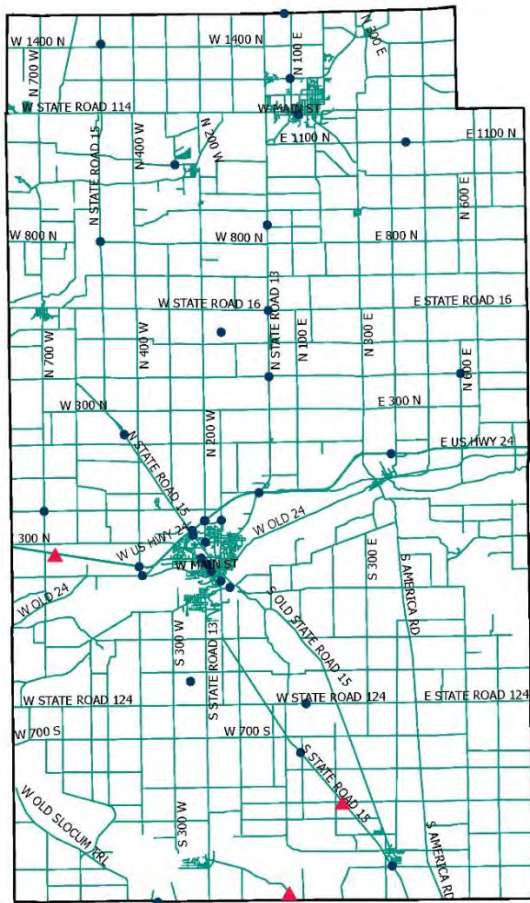 W 1400 N
W 1400 N
N 700 W
N 100 E
N 300 E
W STATE ROAD 114
W MAIN ST
E 1100 N
E 1100 N
N STATE ROAD 15
N 400 W
N 200 W
N 600 E
W 800 N
W 800 N
E 800 N
W STATE ROAD 16
E STATE ROAD 16
N STATE ROAD 13
N 700 W
N 400 W
N 100 E
N 300 E
N 600 E
W 300 N
E 300 N
N 200 W
N STATE ROAD 15
E US HWY 24
W US HWY 24
W OLD 24
300 N
W MAIN ST
W OLD 24
S 300 E
S AMERICA RD
S 300 W
S STATE ROAD 13
S OLD STATE ROAD 15
W STATE ROAD 124
W STATE ROAD 124
E STATE ROAD 124
W 700 S
W 700 S
S STATE ROAD 15
W OLD SLOCUM TRL
S 300 W
S AMERICA RD